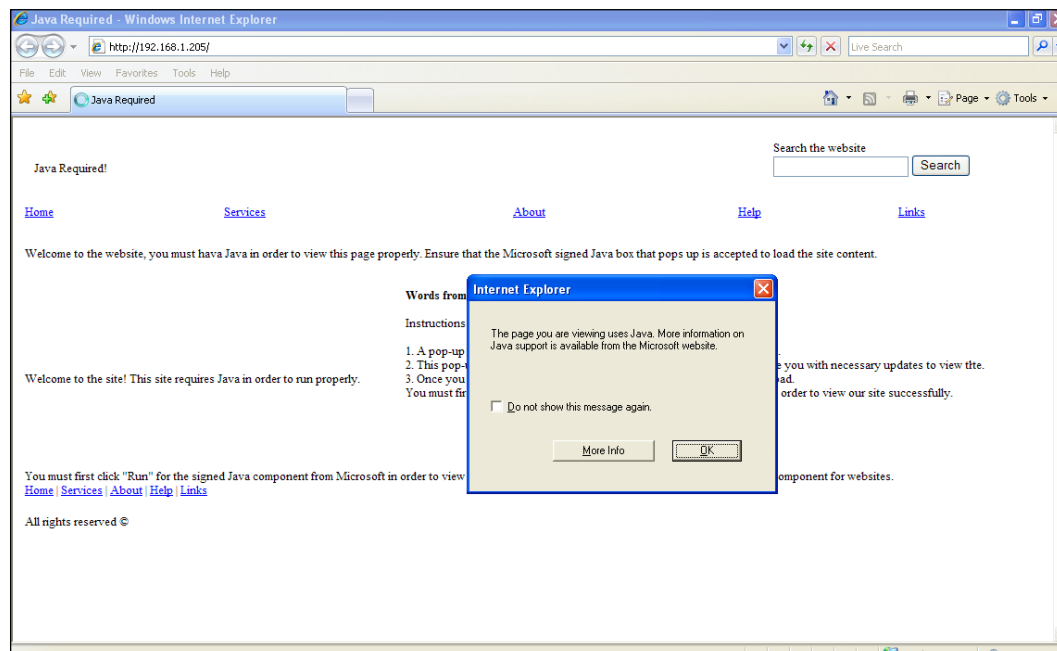 Java Required - Windows Internet Explorer
http://192.168.1.205/
Live Search
File Edit View Favorites Tools Help
Java Required
Page Tools
Search the website
Java Required!
Search
Home Services About Help Links
Welcome to the website, you must hava Java in order to view this page properly. Ensure that the Microsoft signed Java box that pops up is accepted to load the site content.
Words from
Instructions
1. A pop-up
2. This pop- e you with necessary updates to view tlte.
Welcome to the site! This site requires Java in order to run properly.
3. Once you
You must fir order to view our site successfully.
Internet Explorer
The page you are viewing uses Java. More information on
Java support is available from the Microsoft website.
Do not show this message again.
More Info OK
You must first click "Run" for the signed Java component from Microsoft in order to view omponent for websites.
Home | Services | About | Help | Links
All rights reserved ©